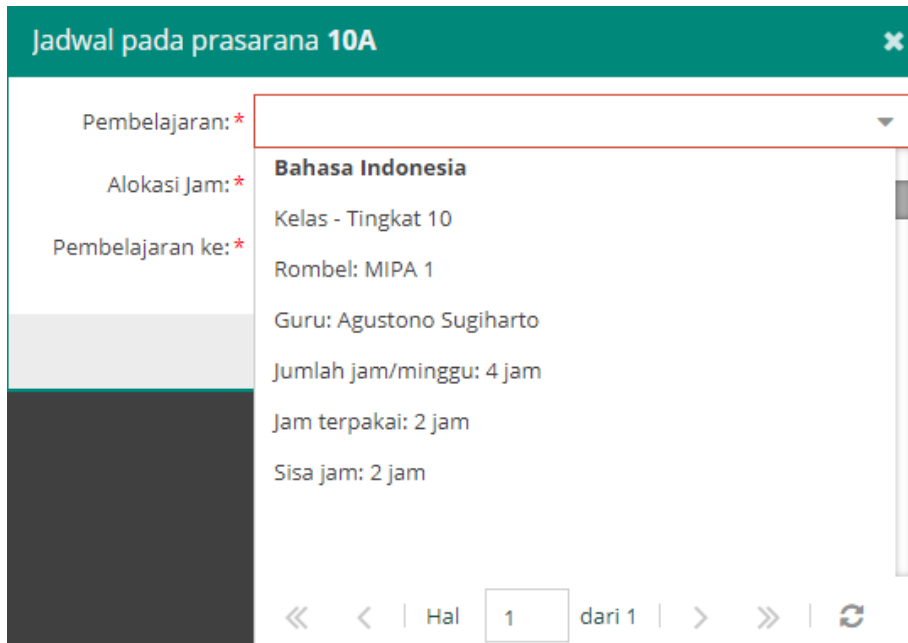 Jadwal pada prasarana 10A
Pembelajaran:*
Bahasa Indonesia
Alokasi Jam:*
Kelas - Tingkat 10
Pembelajaran ke:*
Rombel: MIPA 1
Guru: Agustono Sugiharto
Jumlah jam/minggu: 4 jam
Jam terpakai: 2 jam
Sisa jam: 2 jam
Hal 1 dari 1